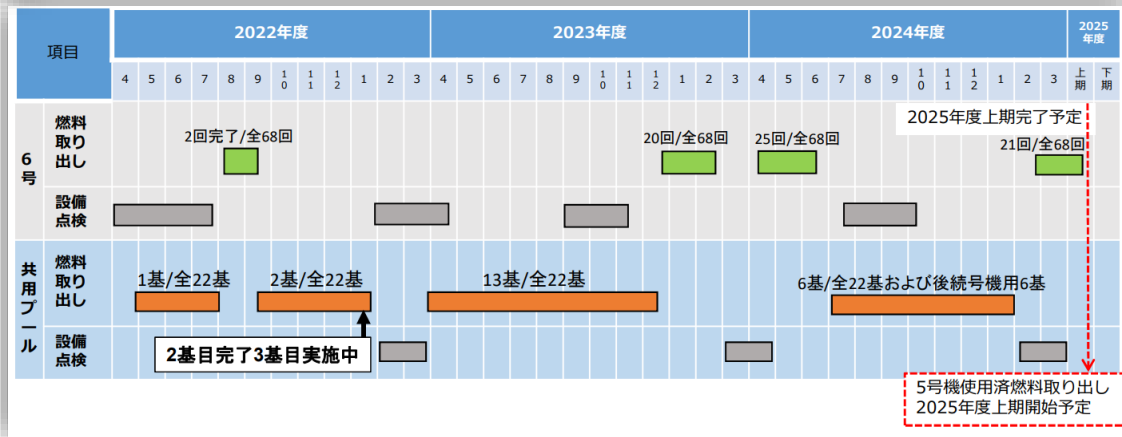 項目
2022年度
2023年度
2024年度
2025
年度
4 5 6 7 8 9 10 11 12 1 2 3 4 5 6 7 8 9 10 11 12 1 2 3 4 5 6 7 8 9 10 11 12 1 2 3 上期 下期
6号
燃料
取り
出し
2回完了/全68回
20回/全68回
25回/全68回
2025年度上期完了予定
21回/全68回
設備
点検
共用プール
燃料
取り
出し
1基/全22基
2基/全22基
13基/全22基
6基/全22基および後続号機用6基
設備
点検
2基目完了3基目実施中
5号機使用済燃料取り出し
2025年度上期開始予定